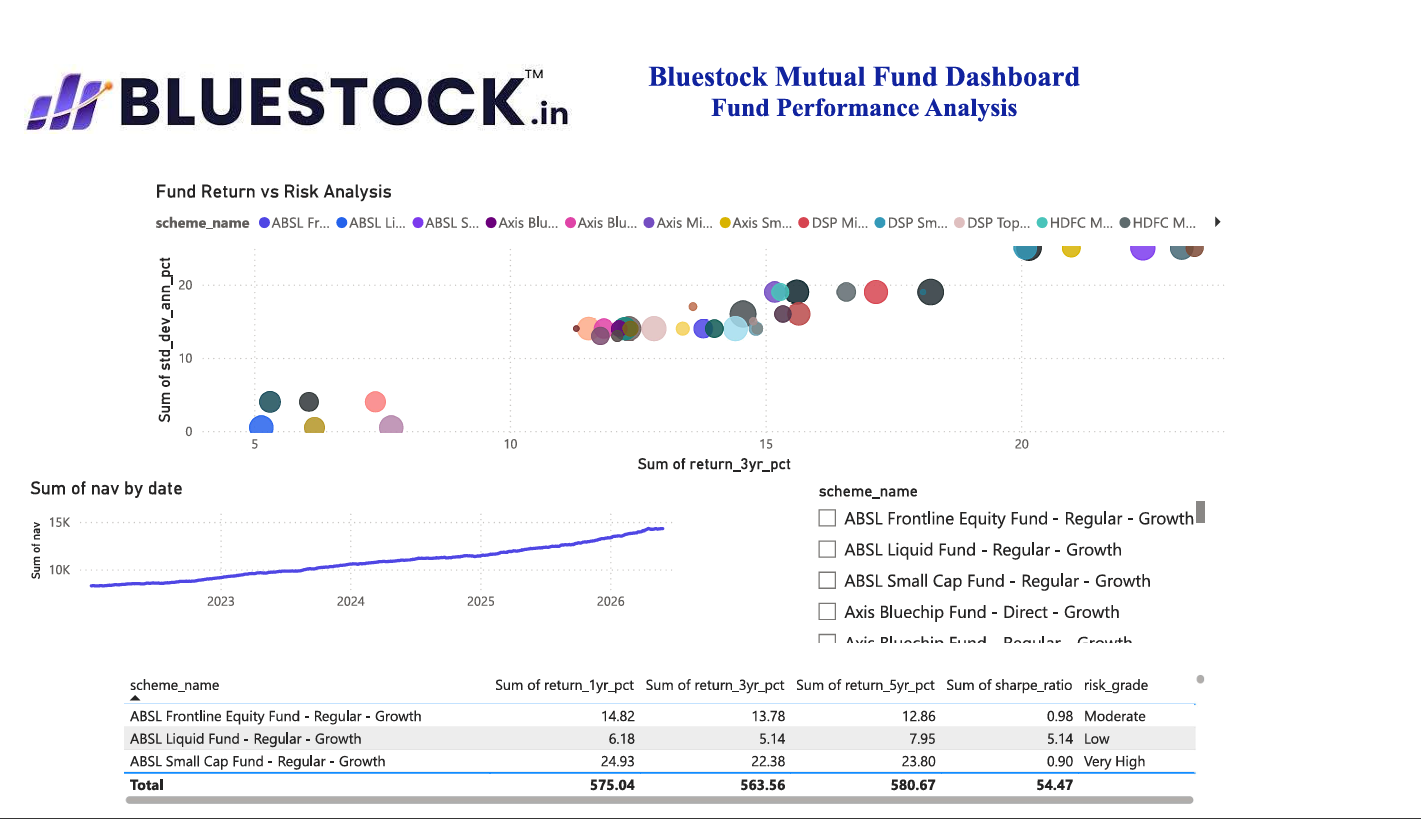 BLUESTOCK.in TM
Bluestock Mutual Fund Dashboard
Fund Performance Analysis
Fund Return vs Risk Analysis
scheme_name ABSL Fr... ABSL Li... ABSL S... Axis Blu... Axis Blu... Axis Mi... Axis Sm... DSP Mi... DSP Sm... DSP Top... HDFC M... HDFC M...
Sum of std_dev_ann_pct
20
10
0
5 10 15 20
Sum of return_3yr_pct
Sum of nav by date
Sum of nav
15K
10K
2023 2024 2025 2026
scheme_name
ABSL Frontline Equity Fund - Regular - Growth
ABSL Liquid Fund - Regular - Growth
ABSL Small Cap Fund - Regular - Growth
Axis Bluechip Fund - Direct - Growth
Axis Bluechip Fund - Regular - Growth
scheme_name Sum of return_1yr_pct Sum of return_3yr_pct Sum of return_5yr_pct Sum of sharpe_ratio risk_grade
ABSL Frontline Equity Fund - Regular - Growth 14.82 13.78 12.86 0.98 Moderate
ABSL Liquid Fund - Regular - Growth 6.18 5.14 7.95 5.14 Low
ABSL Small Cap Fund - Regular - Growth 24.93 22.38 23.80 0.90 Very High
Total 575.04 563.56 580.67 54.47